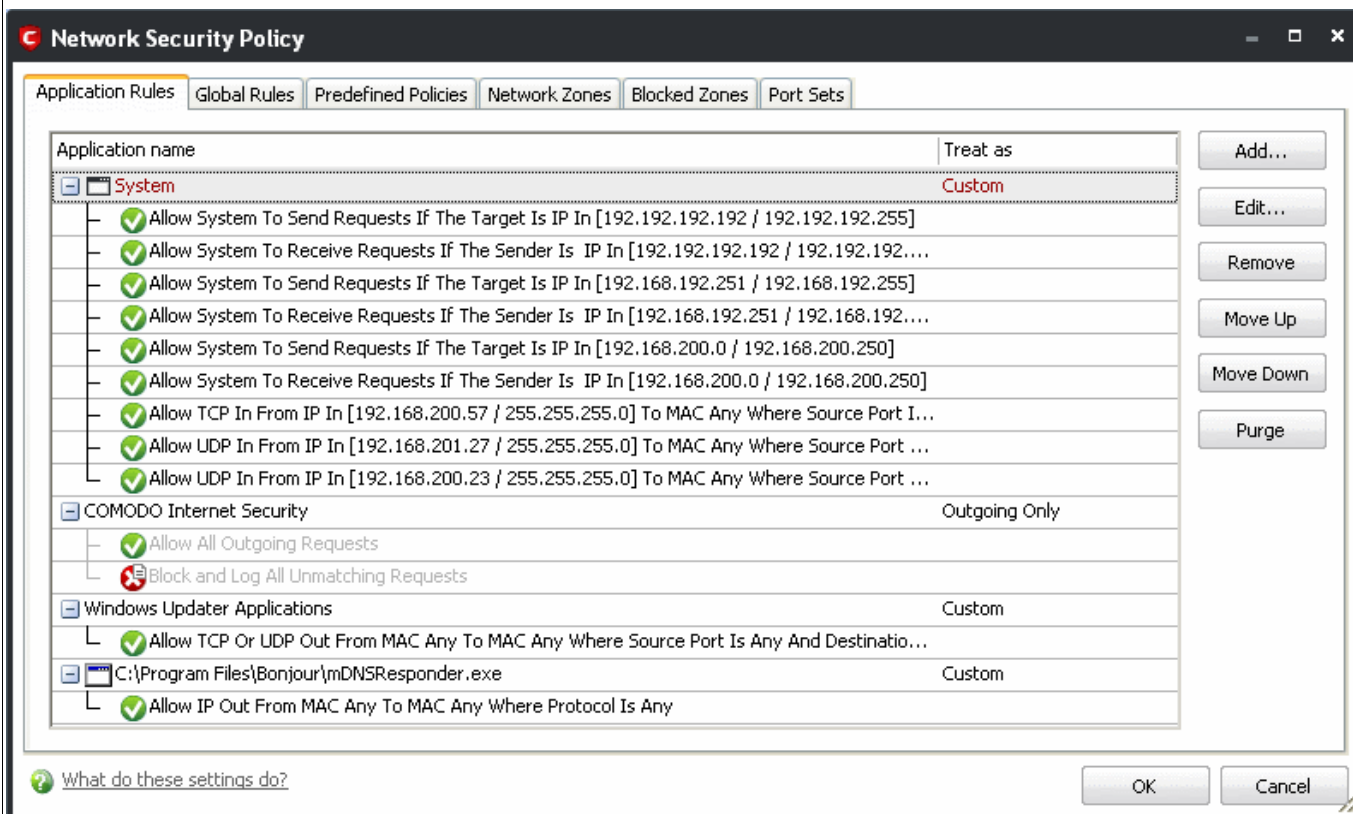 Network Security Policy
Application Rules Global Rules Predefined Policies Network Zones Blocked Zones Port Sets
Application name Treat as
Add...
System Custom
Edit...
Allow System To Send Requests If The Target Is IP In [192.192.192.192 / 192.192.192.255]
Allow System To Receive Requests If The Sender Is  IP In [192.192.192.192 / 192.192.192....
Remove
Allow System To Send Requests If The Target Is IP In [192.168.192.251 / 192.168.192.255]
Allow System To Receive Requests If The Sender Is  IP In [192.168.192.251 / 192.168.192....
Move Up
Allow System To Send Requests If The Target Is IP In [192.168.200.0 / 192.168.200.250]
Allow System To Receive Requests If The Sender Is  IP In [192.168.200.0 / 192.168.200.250]
Move Down
Allow TCP In From IP In [192.168.200.57 / 255.255.255.0] To MAC Any Where Source Port I...
Allow UDP In From IP In [192.168.201.27 / 255.255.255.0] To MAC Any Where Source Port ...
Purge
Allow UDP In From IP In [192.168.200.23 / 255.255.255.0] To MAC Any Where Source Port ...
COMODO Internet Security Outgoing Only
Allow All Outgoing Requests
Block and Log All Unmatching Requests
Windows Updater Applications Custom
Allow TCP Or UDP Out From MAC Any To MAC Any Where Source Port Is Any And Destinatio...
C:\Program Files\Bonjour\mDNSResponder.exe Custom
Allow IP Out From MAC Any To MAC Any Where Protocol Is Any
What do these settings do?
OK Cancel